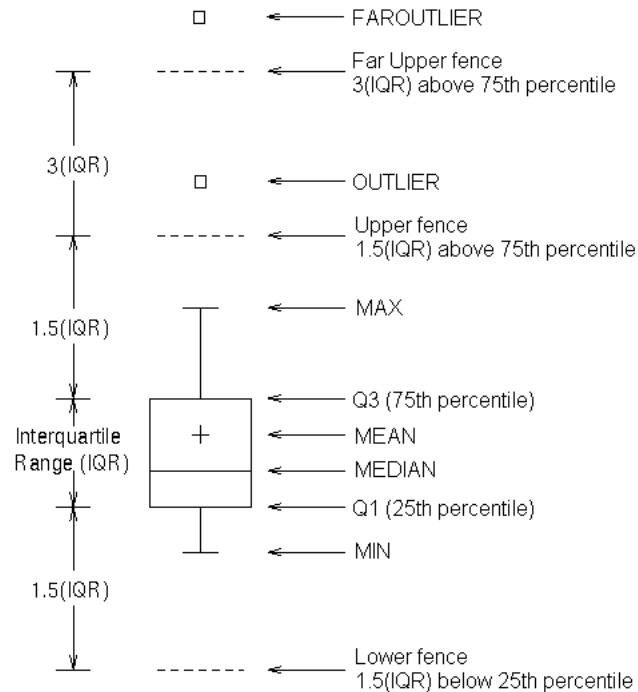 FAROUTLIER
Far Upper fence
3(IQR) above 75th percentile
3(IQR)
OUTLIER
Upper fence
1.5(IQR) above 75th percentile
1.5(IQR)
MAX
Q3 (75th percentile)
Interquartile
Range (IQR)
MEAN
MEDIAN
Q1 (25th percentile)
MIN
1.5(IQR)
Lower fence
1.5(IQR) below 25th percentile